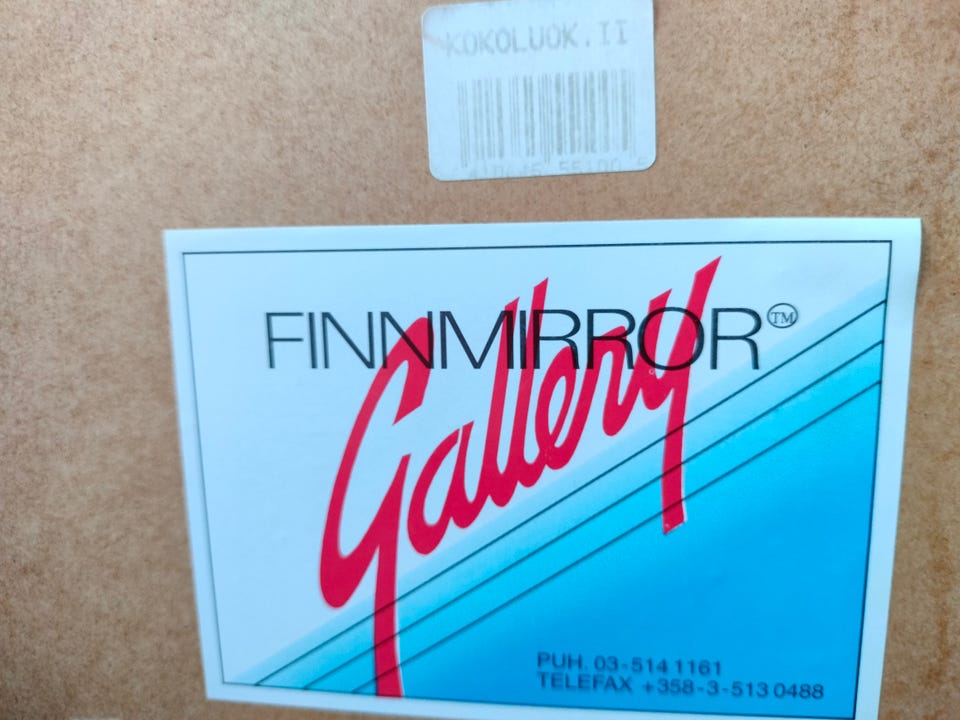 KOKOLUOK.II
FINNMIRROR™
Gallery
PUH. 03-514 1161
TELEFAX +358-3-513 0488